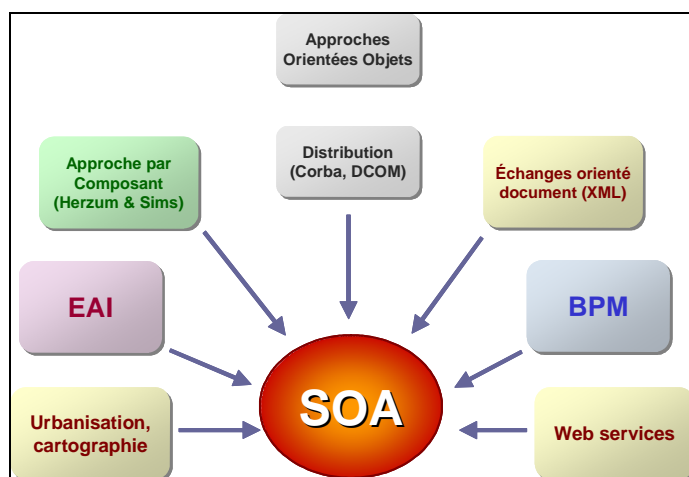 Approches
Orientées Objets
Approche par
Composant
(Herzum & Sims)
Distribution
(Corba, DCOM)
Échanges orienté
document (XML)
EAI
BPM
SOA
Urbanisation,
cartographie
Web services